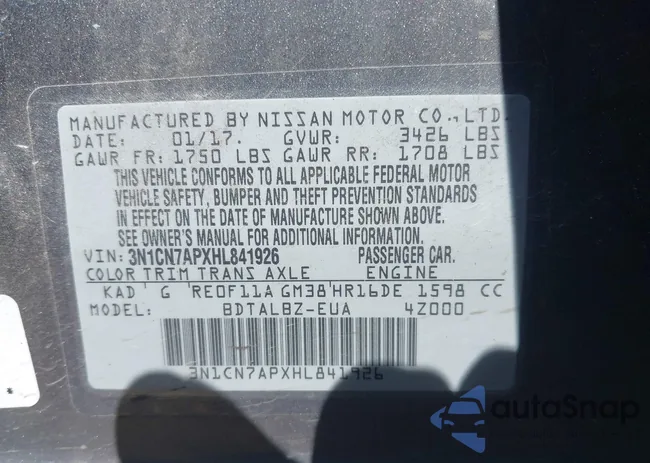 MANUFACTURED BY NISSAN MOTOR CO.,LTD.
DATE: 01/17. GVWR: 3426 LBS
GAWR FR: 1750 LBS GAWR RR: 1708 LBS
THIS VEHICLE CONFORMS TO ALL APPLICABLE FEDERAL MOTOR
VEHICLE SAFETY, BUMPER AND THEFT PREVENTION STANDARDS
IN EFFECT ON THE DATE OF MANUFACTURE SHOWN ABOVE.
SEE OWNER'S MANUAL FOR ADDITIONAL INFORMATION.
VIN: 3N1CN7APXHL841926 PASSENGER CAR.
COLOR TRIM TRANS AXLE ENGINE
KAD G RE0F11A GM38 HR16DE 1598 CC
MODEL: BDTALBZ-EUA 4Z000
3N1CN7APXHL841926
autoSnap